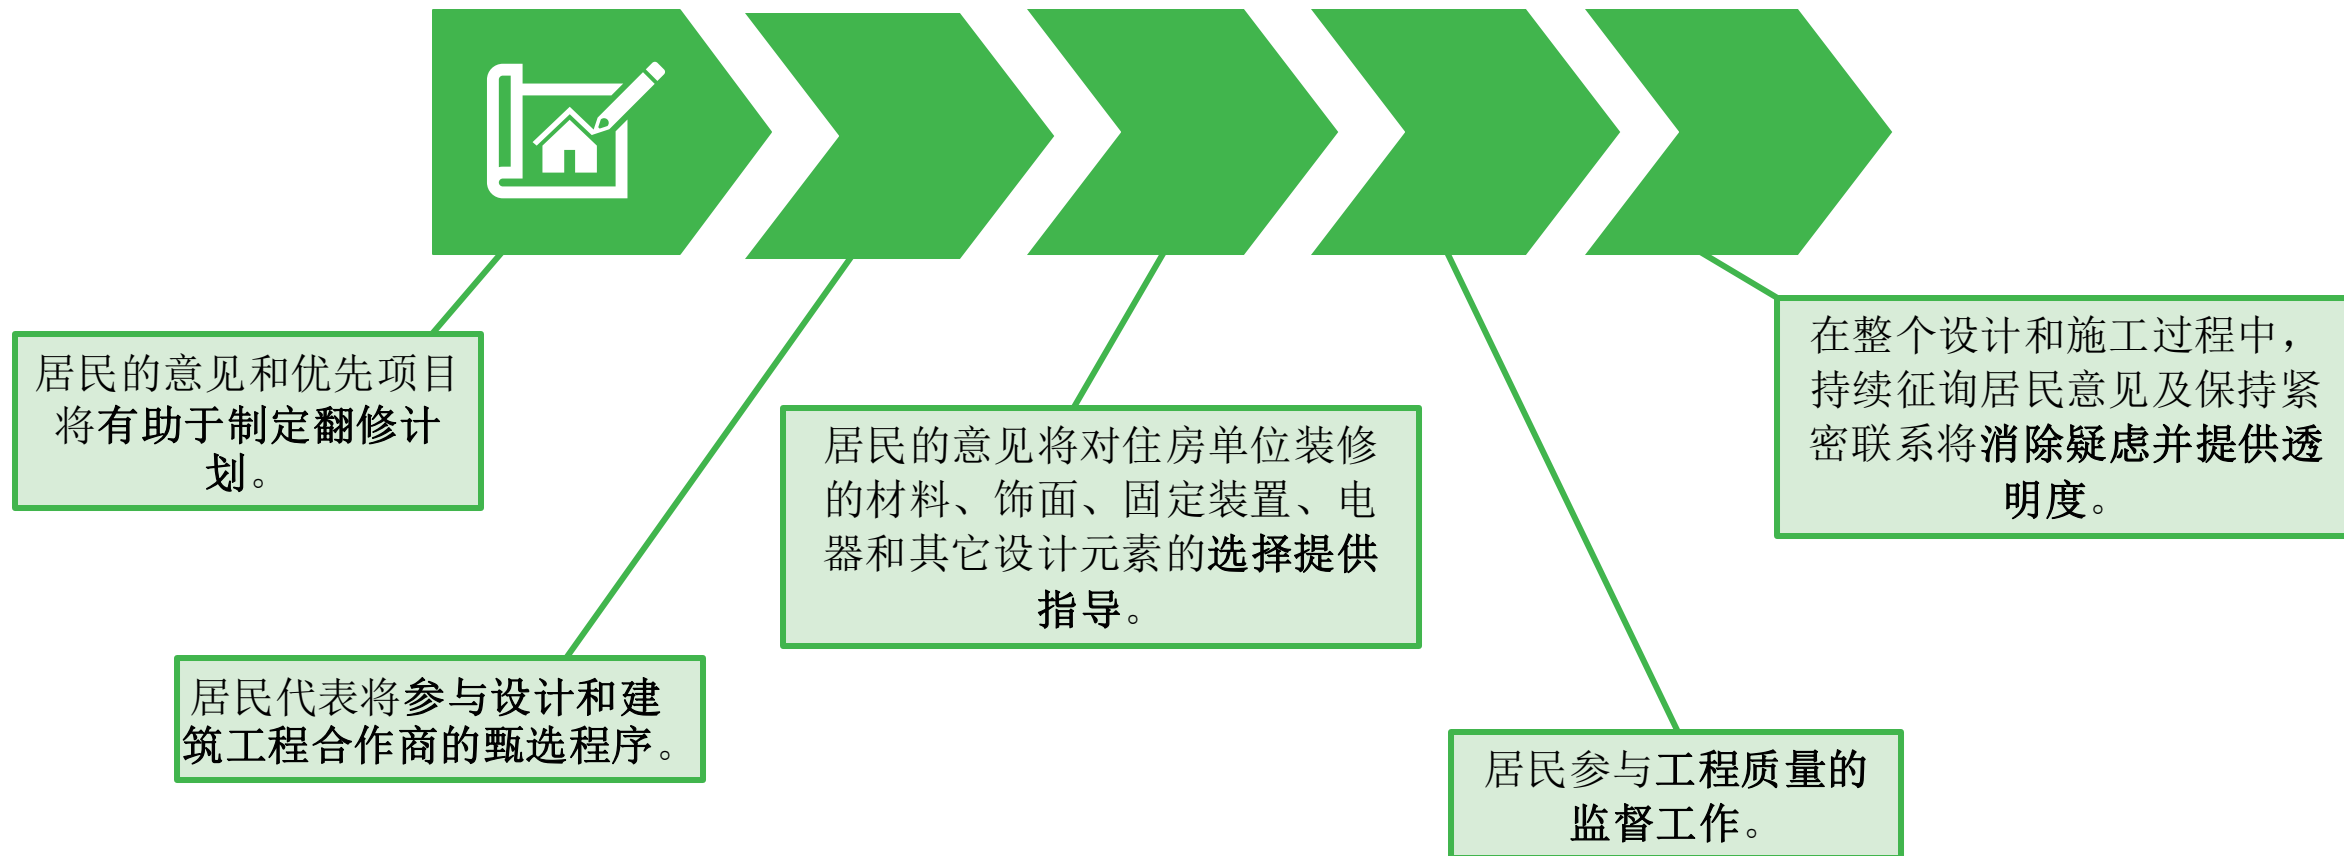 居民的意见和优先项目
将有助于制定翻修计
划。
居民代表将参与设计和建
筑工程合作商的甄选程序。
居民的意见将对住房单位装修
的材料、饰面、固定装置、电
器和其它设计元素的选择提供
指导。
居民参与工程质量的
监督工作。
在整个设计和施工过程中，
持续征询居民意见及保持紧
密联系将消除疑虑并提供透
明度。